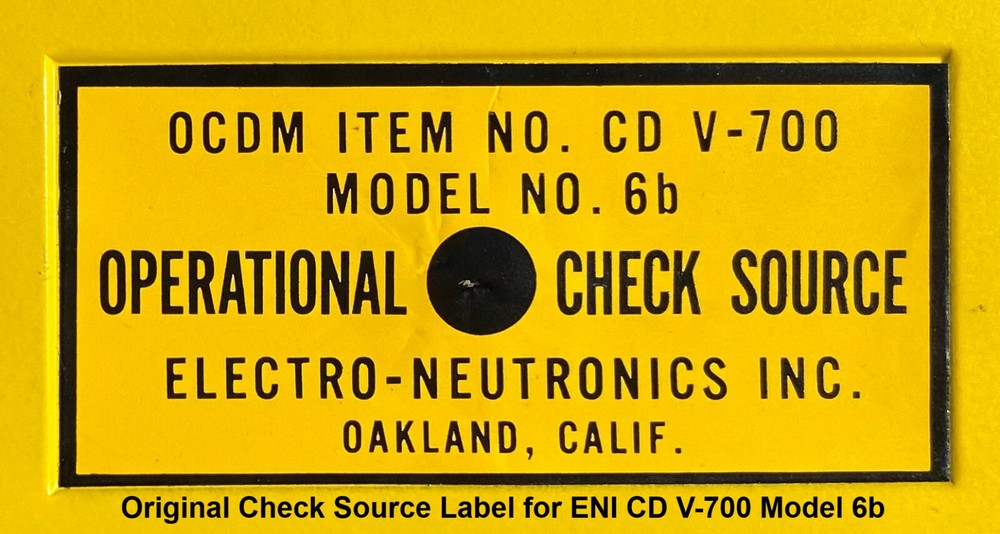 OCDM ITEM NO. CD V-700
MODEL NO. 6b
OPERATIONAL CHECK SOURCE
ELECTRO-NEUTRONICS INC.
OAKLAND, CALIF.
Original Check Source Label for ENI CD V-700 Model 6b